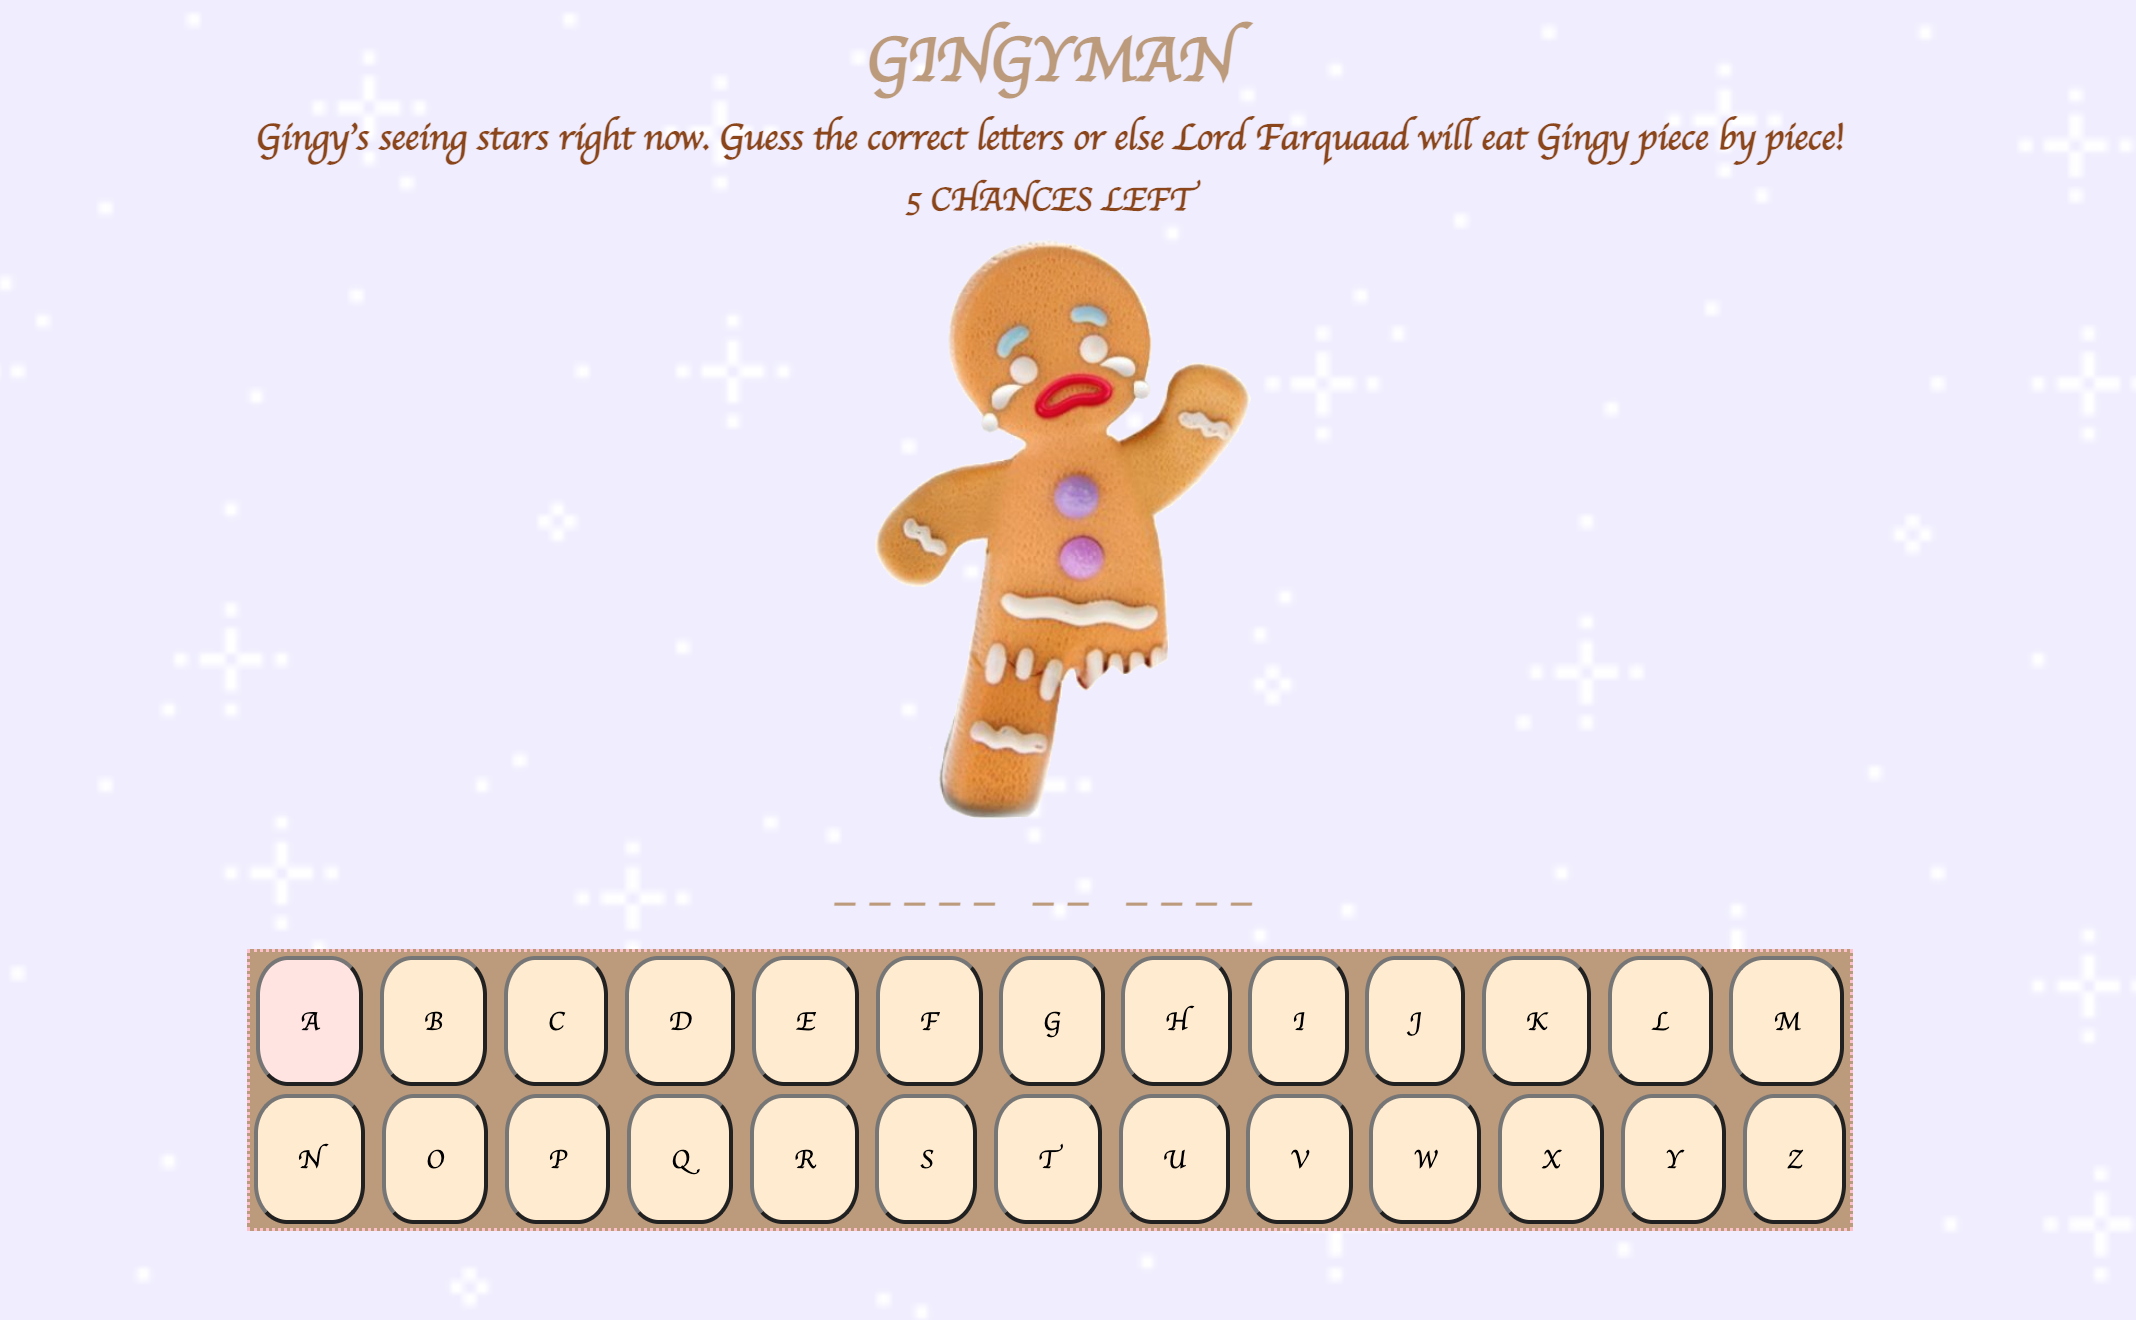 GINGYMAN
Gingy's seeing stars right now. Guess the correct letters or else Lord Farquaad will eat Gingy piece by piece!
5 CHANCES LEFT
_ _ _ _ _  _ _  _ _ _ _
A B C D E F G H I J K L M
N O P Q R S T U V W X Y Z